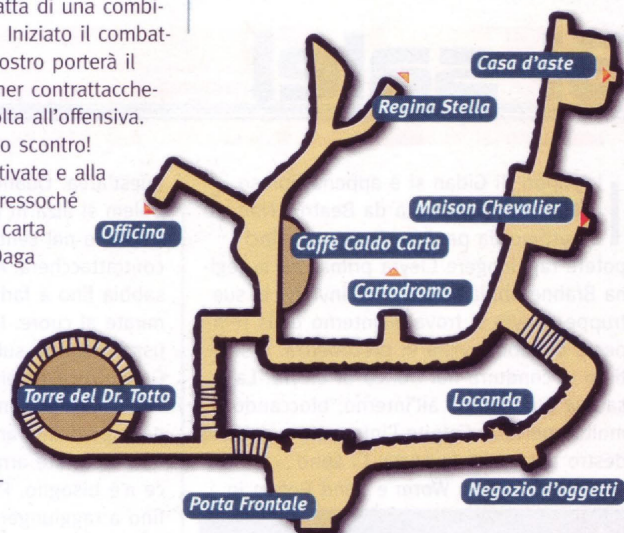 atta di una combi-
Iniziato il combat-
ostro porterà il
ner contrattacche-
olta all'offensiva.
o scontro!
tivate e alla
ressoché
carta
Daga
Casa d'aste
Regina Stella
Maison Chevalier
Officina
Caffè Caldo Carta
Cartodromo
Torre del Dr. Totto
Locanda
Negozio d'oggetti
Porta Frontale